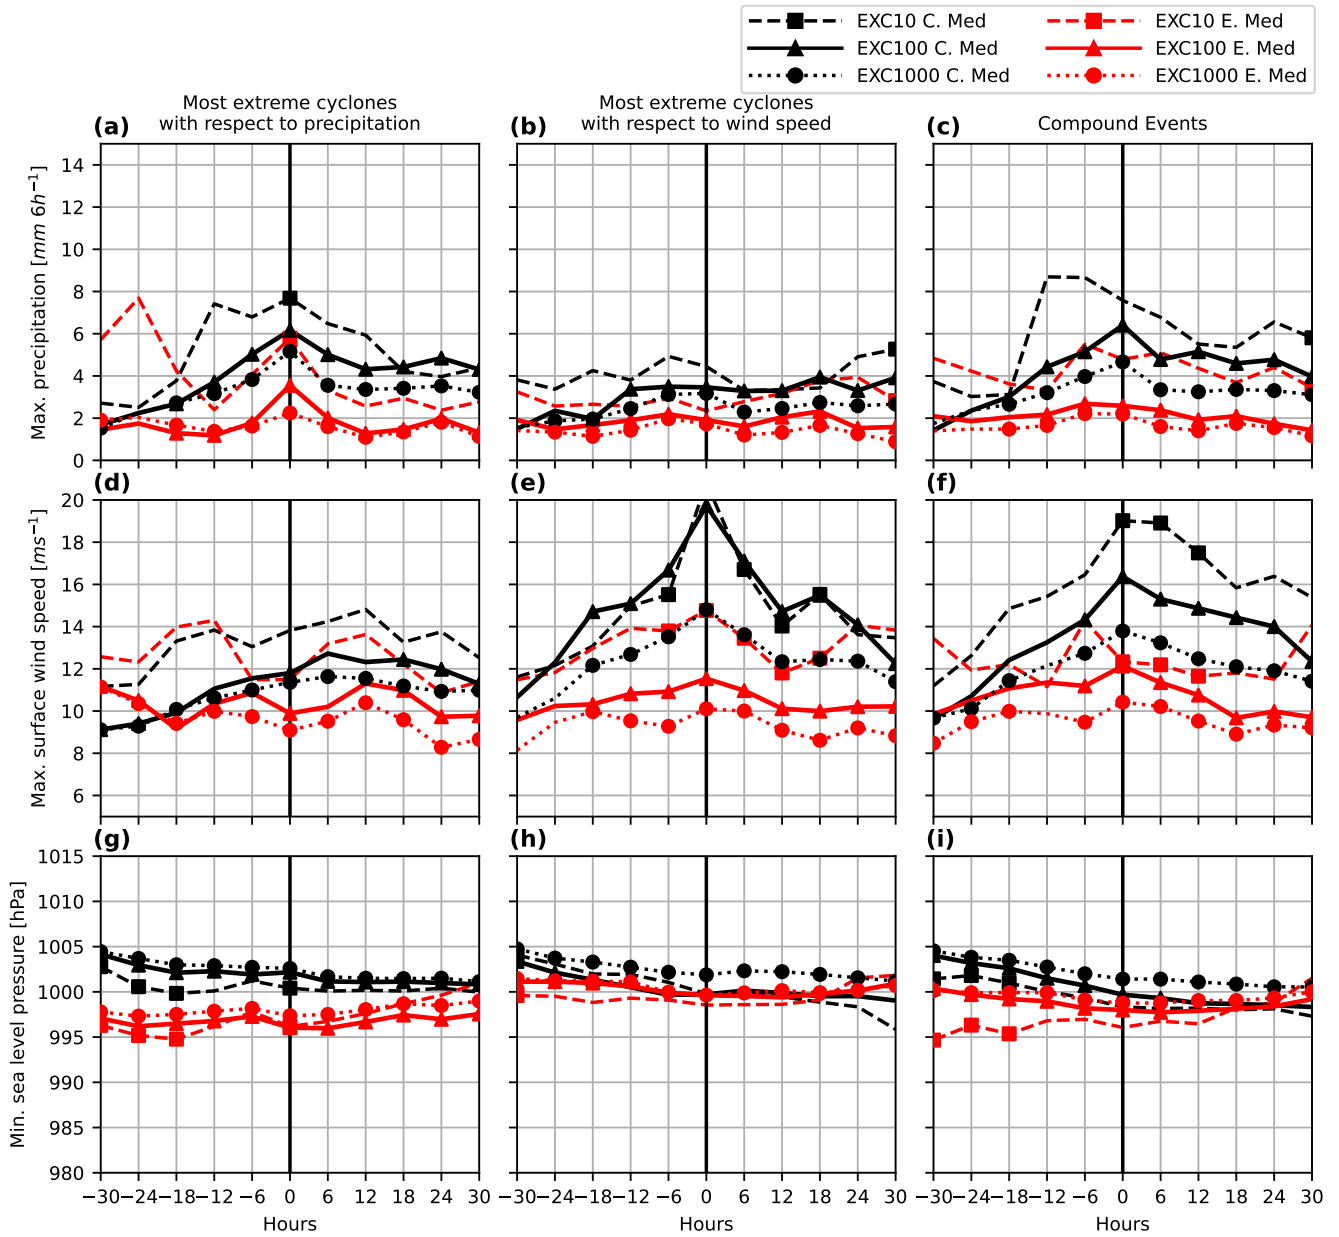 EXC10 C. Med
EXC100 C. Med
EXC1000 C. Med
EXC10 E. Med
EXC100 E. Med
EXC1000 E. Med
(a) Most extreme cyclones
with respect to precipitation
(b) Most extreme cyclones
with respect to wind speed
(c) Compound Events
Max. precipitation [mm 6h⁻¹]
14
12
10
8
6
4
2
0
(d)
(e)
(f)
Max. surface wind speed [ms⁻¹]
20
18
16
14
12
10
8
6
(g)
(h)
(i)
Min. sea level pressure [hPa]
1015
1010
1005
1000
995
990
985
980
−30 −24 −18 −12 −6 0 6 12 18 24 30
−30 −24 −18 −12 −6 0 6 12 18 24 30
−30 −24 −18 −12 −6 0 6 12 18 24 30
Hours
Hours
Hours